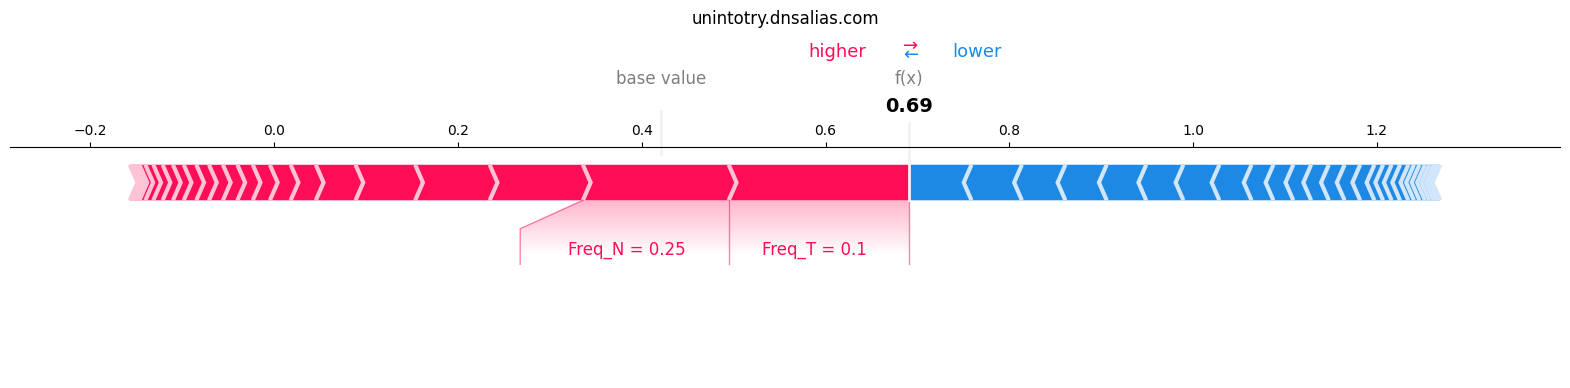 unintotry.dnsalias.com
higher → ← lower
base value f(x)
0.69
−0.2 0.0 0.2 0.4 0.6 0.8 1.0 1.2
Freq_N = 0.25 Freq_T = 0.1